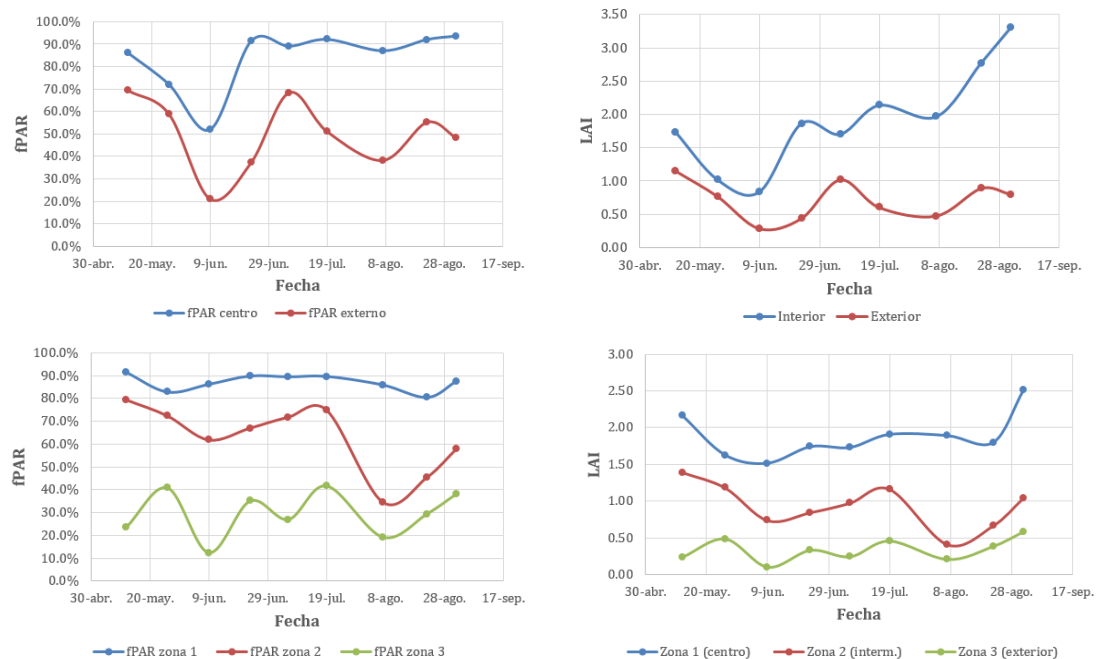 100.0%
90.0%
80.0%
70.0%
60.0%
50.0%
40.0%
30.0%
20.0%
10.0%
0.0%
fPAR
30-abr. 20-may. 9-jun. 29-jun. 19-jul. 8-ago. 28-ago. 17-sep.
Fecha
fPAR centro fPAR externo
3.50
3.00
2.50
2.00
1.50
1.00
0.50
0.00
LAI
30-abr. 20-may. 9-jun. 29-jun. 19-jul. 8-ago. 28-ago. 17-sep.
Fecha
Interior Exterior
100.0%
90.0%
80.0%
70.0%
60.0%
50.0%
40.0%
30.0%
20.0%
10.0%
0.0%
fPAR
30-abr. 20-may. 9-jun. 29-jun. 19-jul. 8-ago. 28-ago. 17-sep.
Fecha
fPAR zona 1 fPAR zona 2 fPAR zona 3
3.00
2.50
2.00
1.50
1.00
0.50
0.00
LAI
30-abr. 20-may. 9-jun. 29-jun. 19-jul. 8-ago. 28-ago. 17-sep.
Fecha
Zona 1 (centro) Zona 2 (interm.) Zona 3 (exterior)